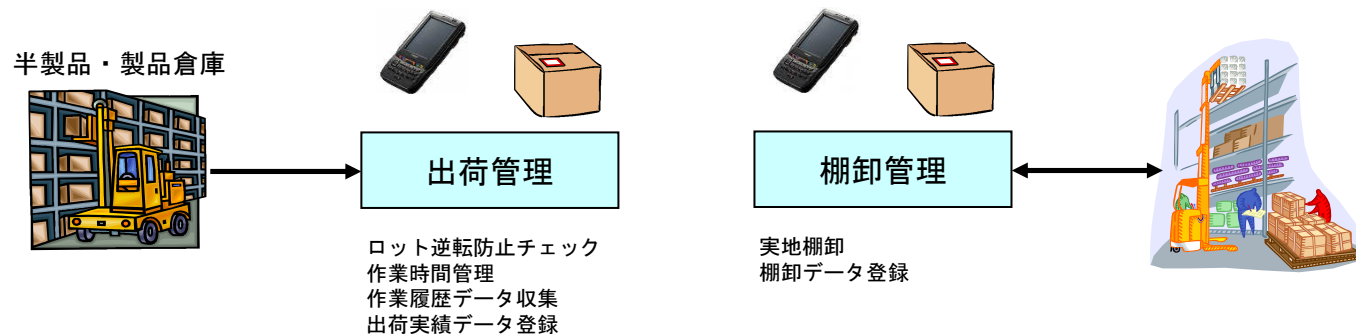 半製品・製品倉庫
出荷管理
ロット逆転防止チェック
作業時間管理
作業履歴データ収集
出荷実績データ登録
棚卸管理
実地棚卸
棚卸データ登録